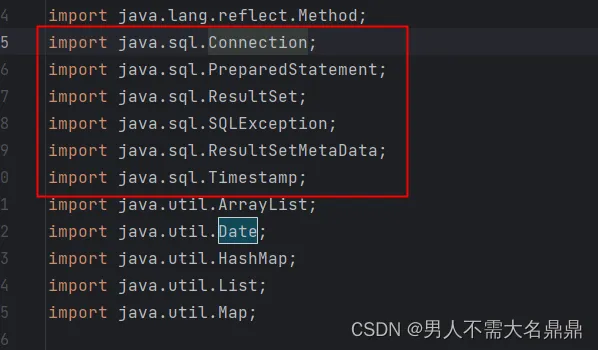 4 import java.lang.reflect.Method;
5 import java.sql.Connection;
6 import java.sql.PreparedStatement;
7 import java.sql.ResultSet;
8 import java.sql.SQLException;
9 import java.sql.ResultSetMetaData;
0 import java.sql.Timestamp;
1 import java.util.ArrayList;
2 import java.util.Date;
3 import java.util.HashMap;
4 import java.util.List;
5 import java.util.Map;
6
CSDN @男人不需大名鼎鼎